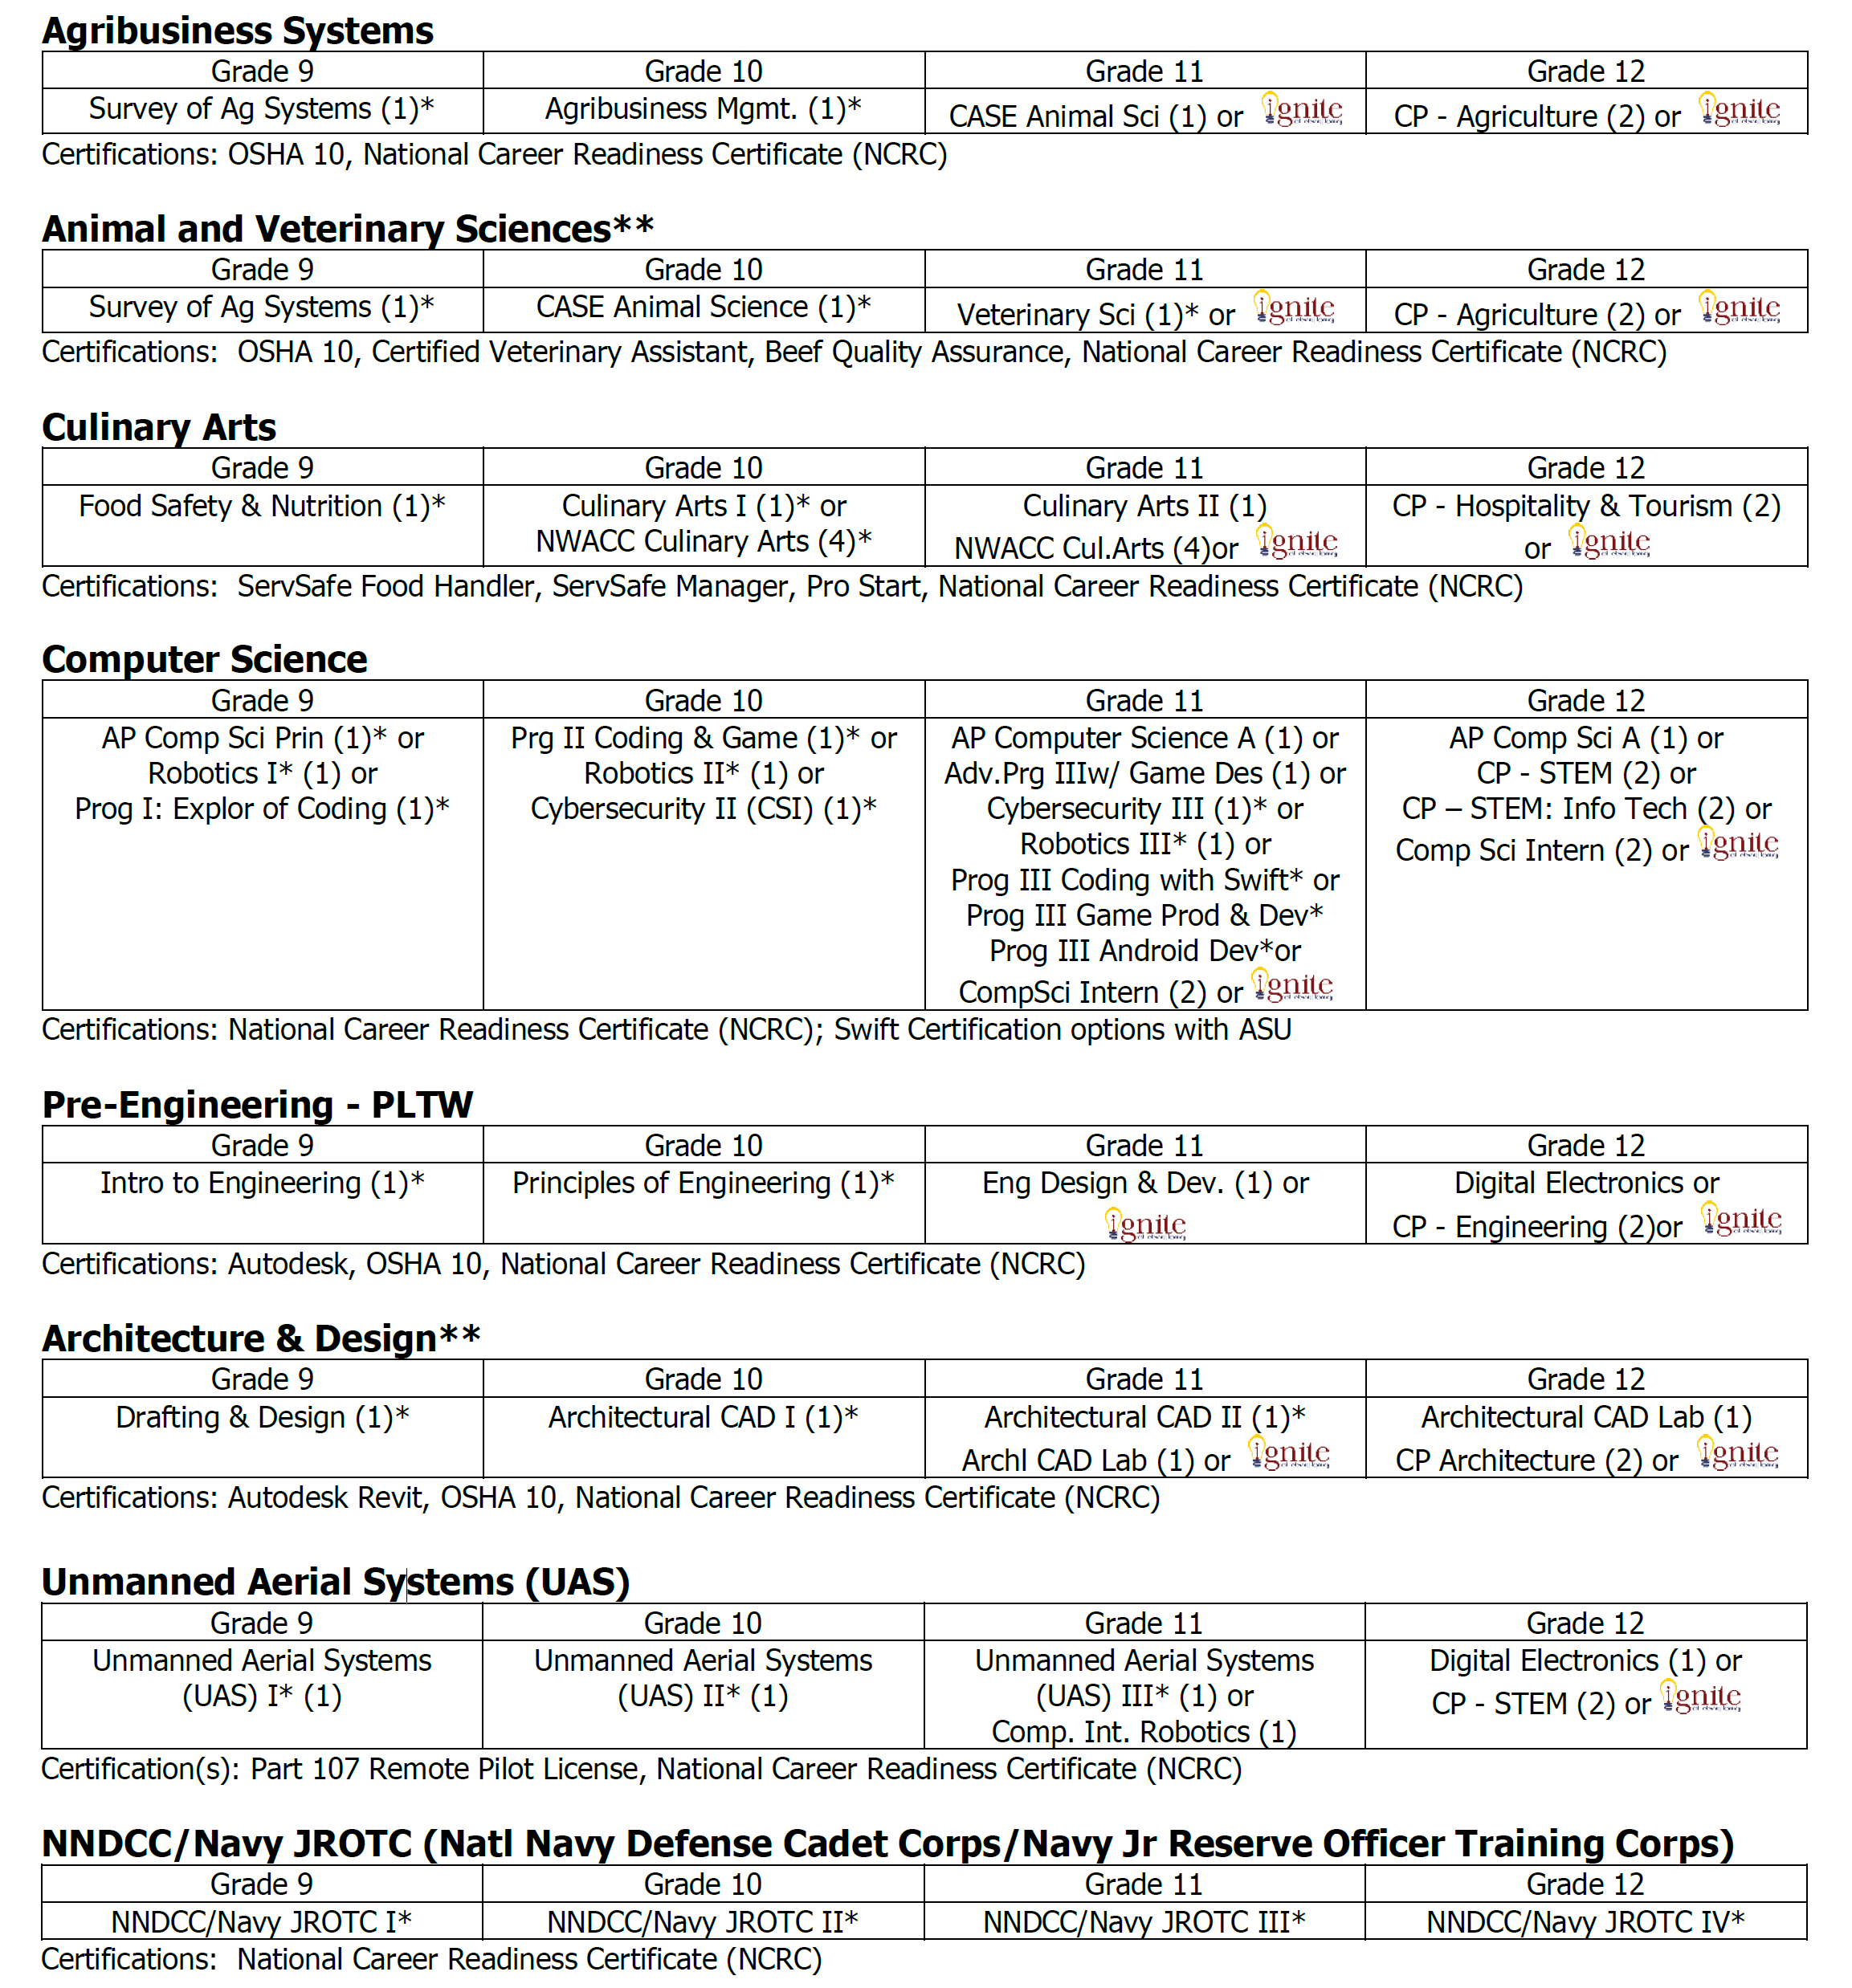 Agribusiness Systems
Grade 9 Grade 10 Grade 11 Grade 12
Survey of Ag Systems (1)* Agribusiness Mgmt. (1)* CASE Animal Sci (1) or ignite CP - Agriculture (2) or ignite
Certifications: OSHA 10, National Career Readiness Certificate (NCRC)
Animal and Veterinary Sciences**
Grade 9 Grade 10 Grade 11 Grade 12
Survey of Ag Systems (1)* CASE Animal Science (1)* Veterinary Sci (1)* or ignite CP - Agriculture (2) or ignite
Certifications: OSHA 10, Certified Veterinary Assistant, Beef Quality Assurance, National Career Readiness Certificate (NCRC)
Culinary Arts
Grade 9 Grade 10 Grade 11 Grade 12
Food Safety & Nutrition (1)* Culinary Arts I (1)* or Culinary Arts II (1) CP - Hospitality & Tourism (2)
NWACC Culinary Arts (4)* NWACC Cul.Arts (4)or ignite or ignite
Certifications: ServSafe Food Handler, ServSafe Manager, Pro Start, National Career Readiness Certificate (NCRC)
Computer Science
Grade 9 Grade 10 Grade 11 Grade 12
AP Comp Sci Prin (1)* or Prg II Coding & Game (1)* or AP Computer Science A (1) or AP Comp Sci A (1) or
Robotics I* (1) or Robotics II* (1) or Adv.Prg IIIw/ Game Des (1) or CP - STEM (2) or
Prog I: Explor of Coding (1)* Cybersecurity II (CSI) (1)* Cybersecurity III (1)* or CP – STEM: Info Tech (2) or
Robotics III* (1) or Comp Sci Intern (2) or ignite
Prog III Coding with Swift* or
Prog III Game Prod & Dev*
Prog III Android Dev*or
CompSci Intern (2) or ignite
Certifications: National Career Readiness Certificate (NCRC); Swift Certification options with ASU
Pre-Engineering - PLTW
Grade 9 Grade 10 Grade 11 Grade 12
Intro to Engineering (1)* Principles of Engineering (1)* Eng Design & Dev. (1) or Digital Electronics or
ignite CP - Engineering (2)or ignite
Certifications: Autodesk, OSHA 10, National Career Readiness Certificate (NCRC)
Architecture & Design**
Grade 9 Grade 10 Grade 11 Grade 12
Drafting & Design (1)* Architectural CAD I (1)* Architectural CAD II (1)* Architectural CAD Lab (1)
Archl CAD Lab (1) or ignite CP Architecture (2) or ignite
Certifications: Autodesk Revit, OSHA 10, National Career Readiness Certificate (NCRC)
Unmanned Aerial Systems (UAS)
Grade 9 Grade 10 Grade 11 Grade 12
Unmanned Aerial Systems Unmanned Aerial Systems Unmanned Aerial Systems Digital Electronics (1) or
(UAS) I* (1) (UAS) II* (1) (UAS) III* (1) or CP - STEM (2) or ignite
Comp. Int. Robotics (1)
Certification(s): Part 107 Remote Pilot License, National Career Readiness Certificate (NCRC)
NNDCC/Navy JROTC (Natl Navy Defense Cadet Corps/Navy Jr Reserve Officer Training Corps)
Grade 9 Grade 10 Grade 11 Grade 12
NNDCC/Navy JROTC I* NNDCC/Navy JROTC II* NNDCC/Navy JROTC III* NNDCC/Navy JROTC IV*
Certifications: National Career Readiness Certificate (NCRC)